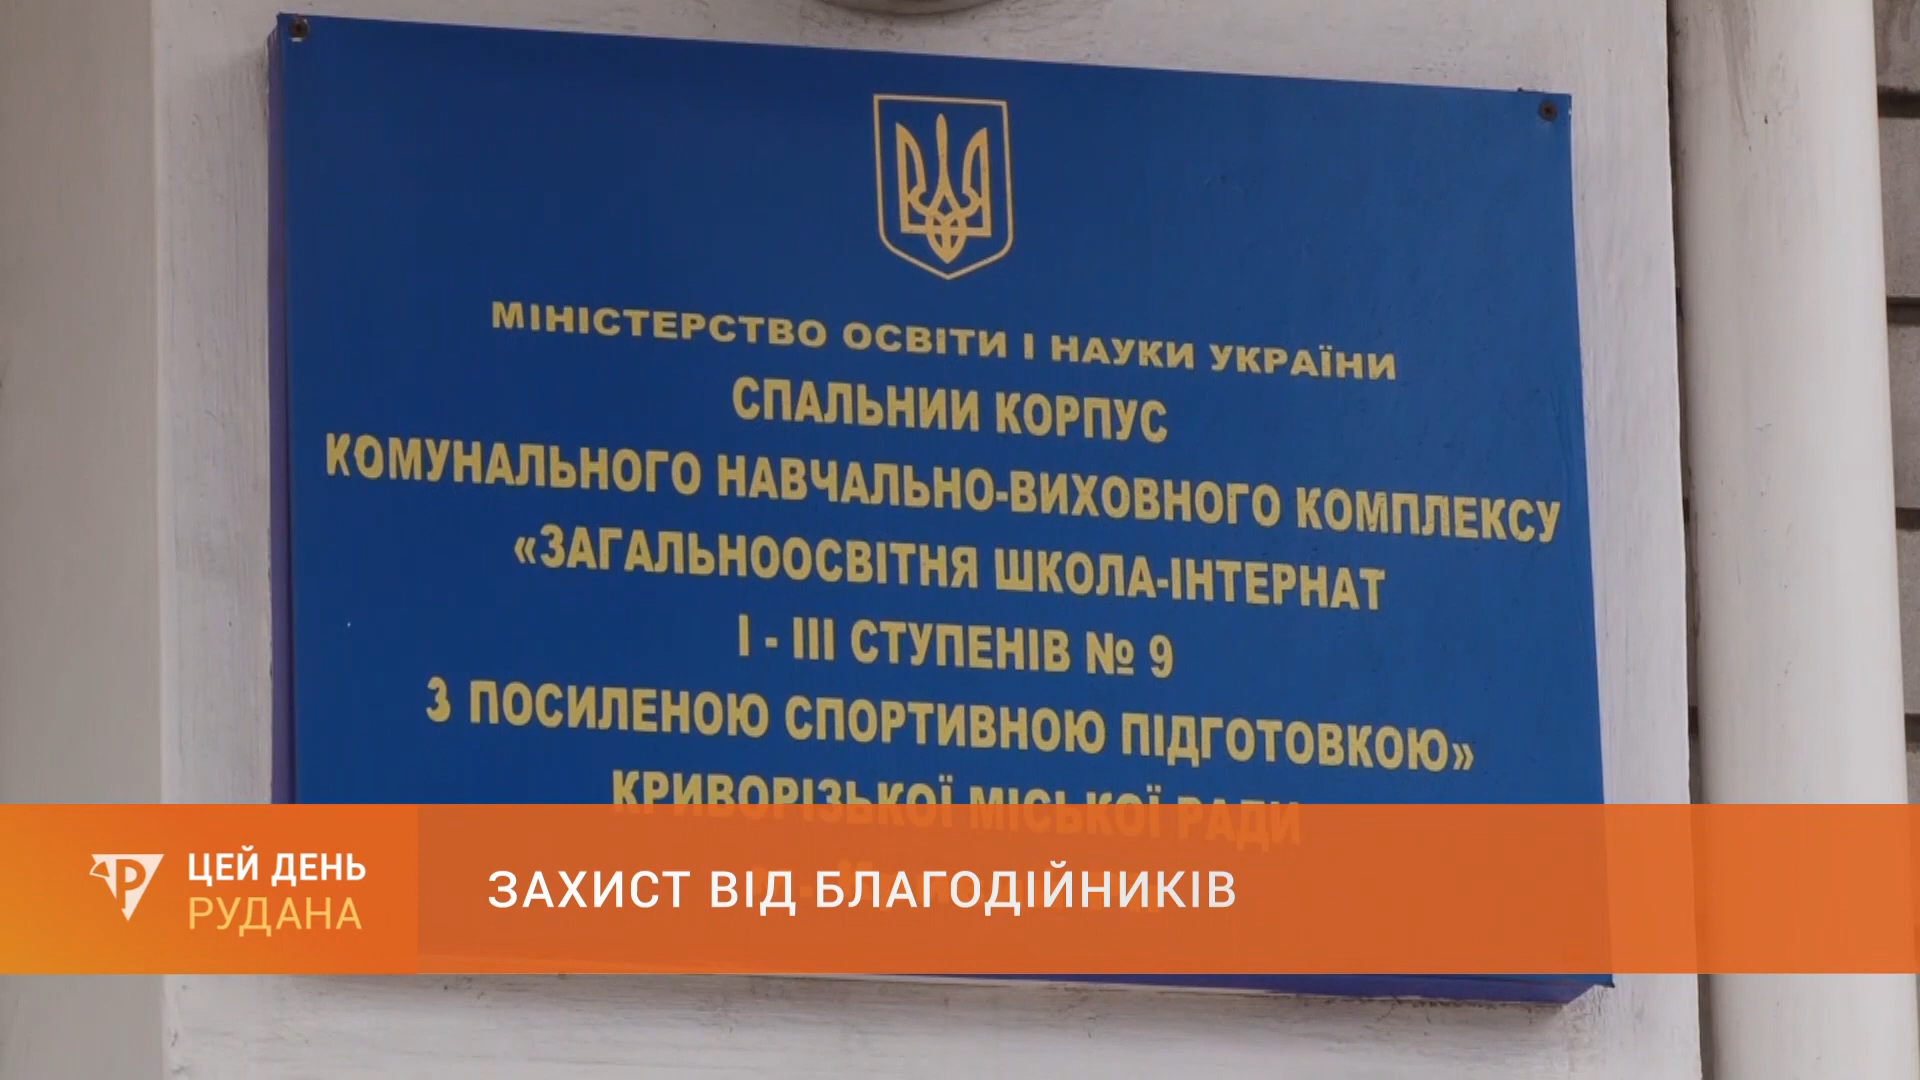 МІНІСТЕРСТВО ОСВІТИ І НАУКИ УКРАЇНИ
СПАЛЬНИЙ КОРПУС
КОМУНАЛЬНОГО НАВЧАЛЬНО-ВИХОВНОГО КОМПЛЕКСУ
«ЗАГАЛЬНООСВІТНЯ ШКОЛА-ІНТЕРНАТ
І - ІІІ СТУПЕНІВ № 9
З ПОСИЛЕНОЮ СПОРТИВНОЮ ПІДГОТОВКОЮ»
КРИВОРІЗЬКОЇ МІСЬКОЇ РАДИ
ЦЕЙ ДЕНЬ
РУДАНА
ЗАХИСТ ВІД БЛАГОДІЙНИКІВ